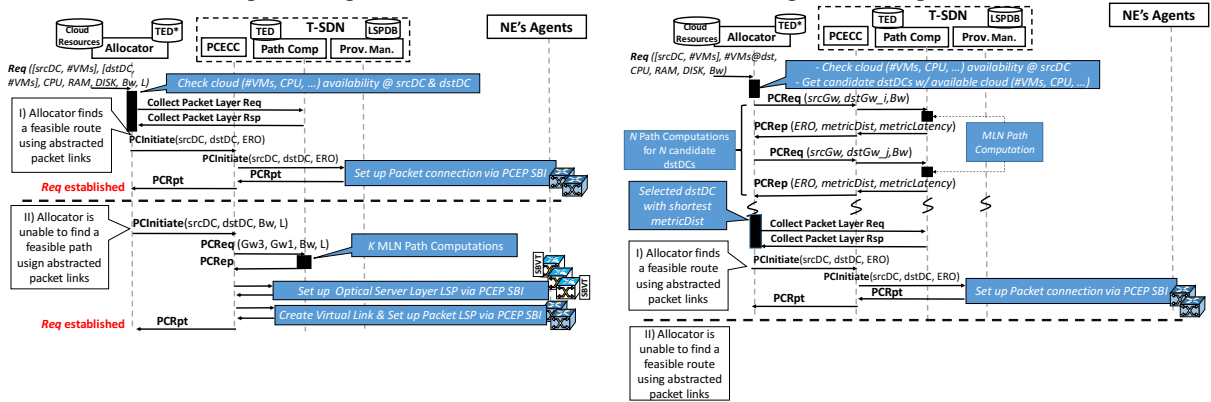 Cloud
Resources
TED*
Allocator
T-SDN
TED
LSPDB
PCECC
Path Comp
Prov. Man.
NE's Agents
Req ([srcDC, #VMs], [dstDC,
#VMs], CPU, RAM, DISK, Bw, L)
Check cloud (#VMs, CPU, …) availability @ srcDC & dstDC
I) Allocator finds
a feasible route
using abstracted
packet links
Collect Packet Layer Req
Collect Packet Layer Rsp
PCInitiate(srcDC, dstDC, ERO)
PCInitiate(srcDC, dstDC, ERO)
Set up Packet connection via PCEP SBI
PCRpt
PCRpt
Req established
II) Allocator is
unable to find a
feasible path
usign abstracted
packet links
PCInitiate(srcDC, dstDC, Bw, L)
PCReq (Gw3, Gw1, Bw, L)
PCRep
K MLN Path Computations
SBVT
SBVT
Set up Optical Server Layer LSP via PCEP SBI
Create Virtual Link & Set up Packet LSP via PCEP SBI
Req established
PCRpt
Cloud
Resources
TED*
Allocator
T-SDN
TED
LSPDB
PCECC
Path Comp
Prov. Man.
NE's Agents
Req ([srcDC, #VMs], #VMs@dst,
CPU, RAM, DISK, Bw)
- Check cloud (#VMs, CPU, …) availability @ srcDC
- Get candidate dstDCs w/ available cloud (#VMs, CPU, …)
PCReq (srcGw, dstGw_i,Bw)
PCRep (ERO, metricDist, metricLatency)
N Path Computations
for N candidate
dstDCs
MLN Path
Computation
PCReq (srcGw, dstGw_j,Bw)
PCRep (ERO, metricDist, metricLatency)
Selected dstDC
with shortest
metricDist
Collect Packet Layer Req
Collect Packet Layer Rsp
I) Allocator finds
a feasible route
using abstracted
packet links
PCInitiate(srcDC, dstDC, ERO)
PCInitiate(srcDC, dstDC, ERO)
PCRpt
PCRpt
Set up Packet connection via PCEP SBI
II) Allocator is
unable to find a
feasible route
using abstracted
packet links